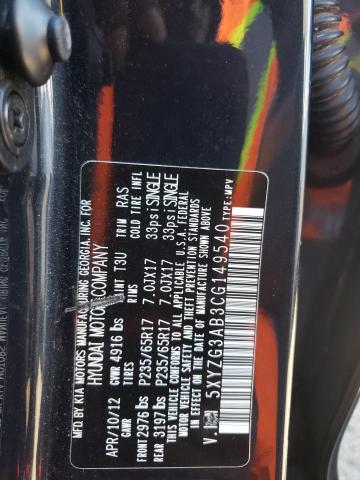 MFD. BY KIA MOTORS MANUFACTURING GEORGIA, INC. FOR
HYUNDAI MOTOR COMPANY
APR/10/12 GVWR 4916 lbs PAINT T3U TRIM RAS
GAWR COLD TIRE INFL
FRONT 2976 lbs P235/65R17 7.0JX17 33psi SINGLE
REAR 3197 lbs P235/65R17 7.0JX17 33psi SINGLE
THIS VEHICLE CONFORMS TO ALL APPLICABLE U.S.A. FEDERAL
MOTOR VEHICLE SAFETY AND THEFT PREVENTION STANDARDS
IN EFFECT ON THE DATE OF MANUFACTURE SHOWN ABOVE.
5XYZG3AB3CG149540 TYPE: MPV